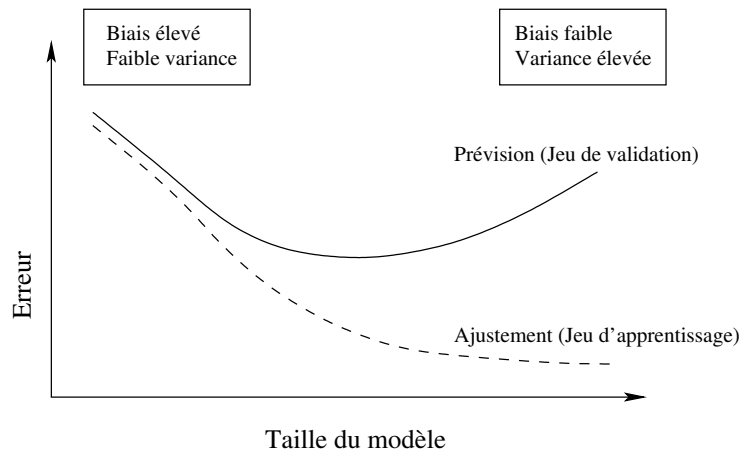 Biais élevé
Faible variance
Biais faible
Variance élevée
Prévision (Jeu de validation)
Erreur
Ajustement (Jeu d'apprentissage)
Taille du modèle